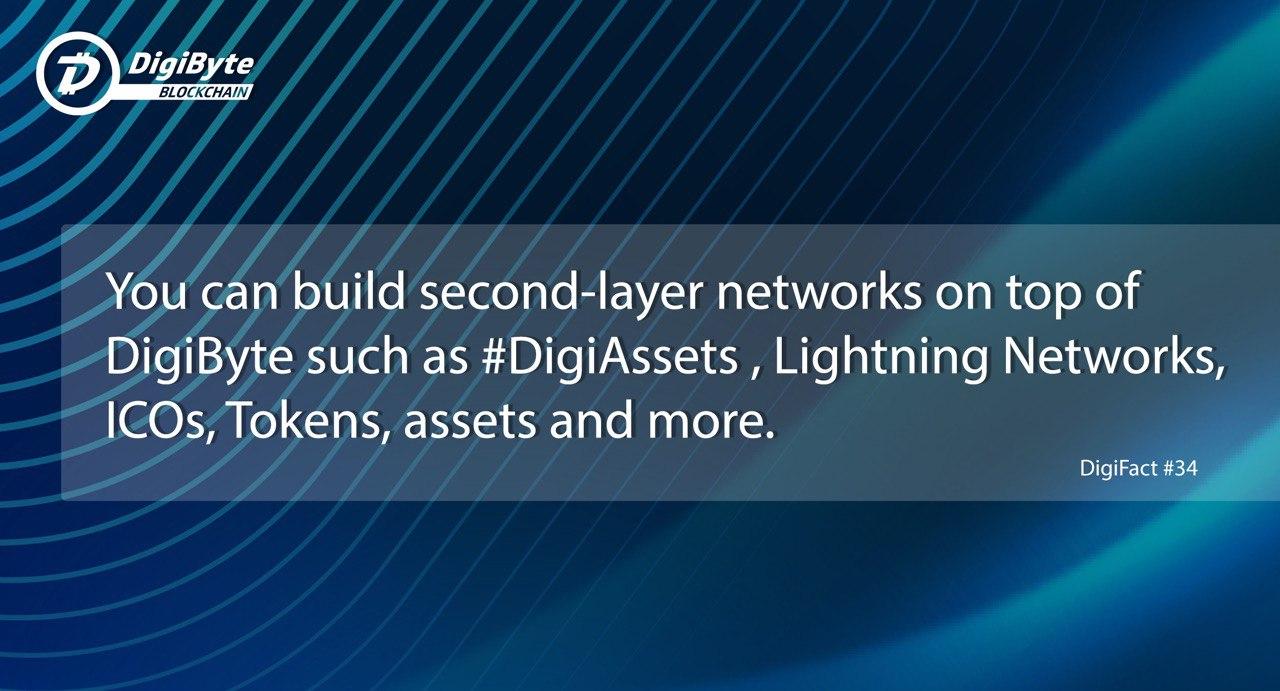 DigiByte
BLOCKCHAIN
You can build second-layer networks on top of
DigiByte such as #DigiAssets , Lightning Networks,
ICOs, Tokens, assets and more.
DigiFact #34